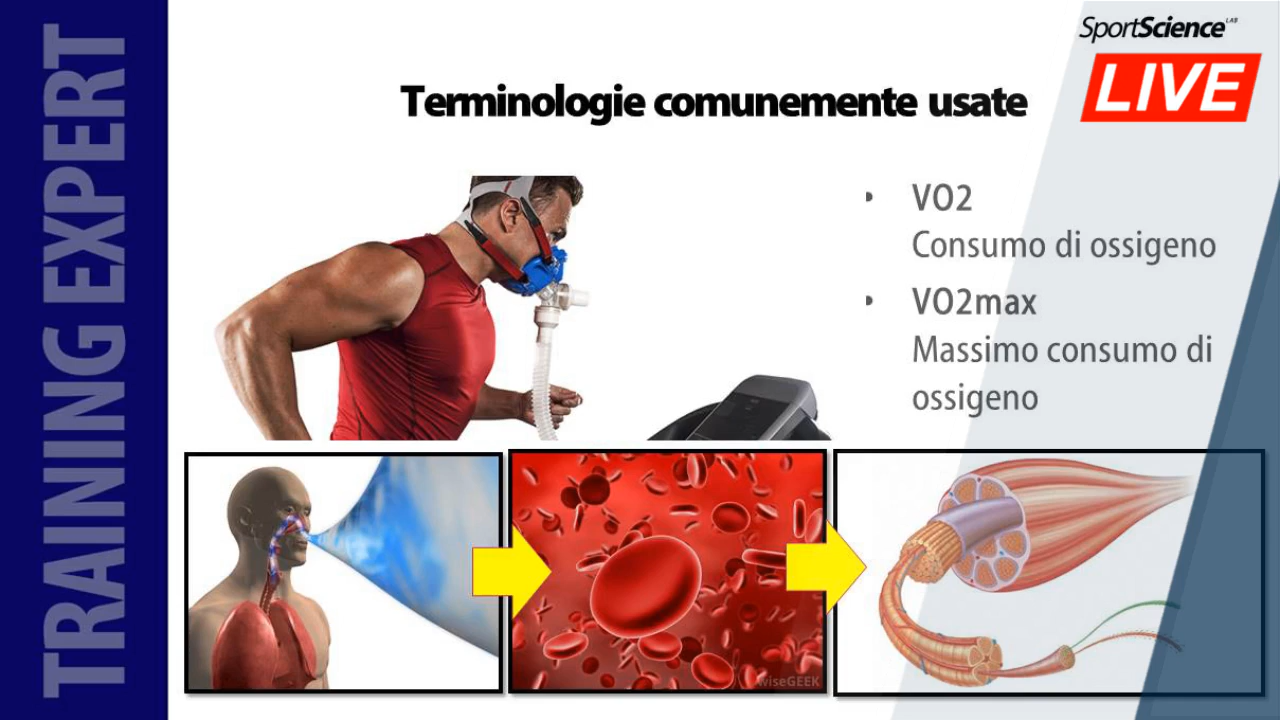 TRAINING EXPERT
SportScience LAB
LIVE
Terminologie comunemente usate
• VO2
Consumo di ossigeno
• VO2max
Massimo consumo di
ossigeno
wiseGEEK